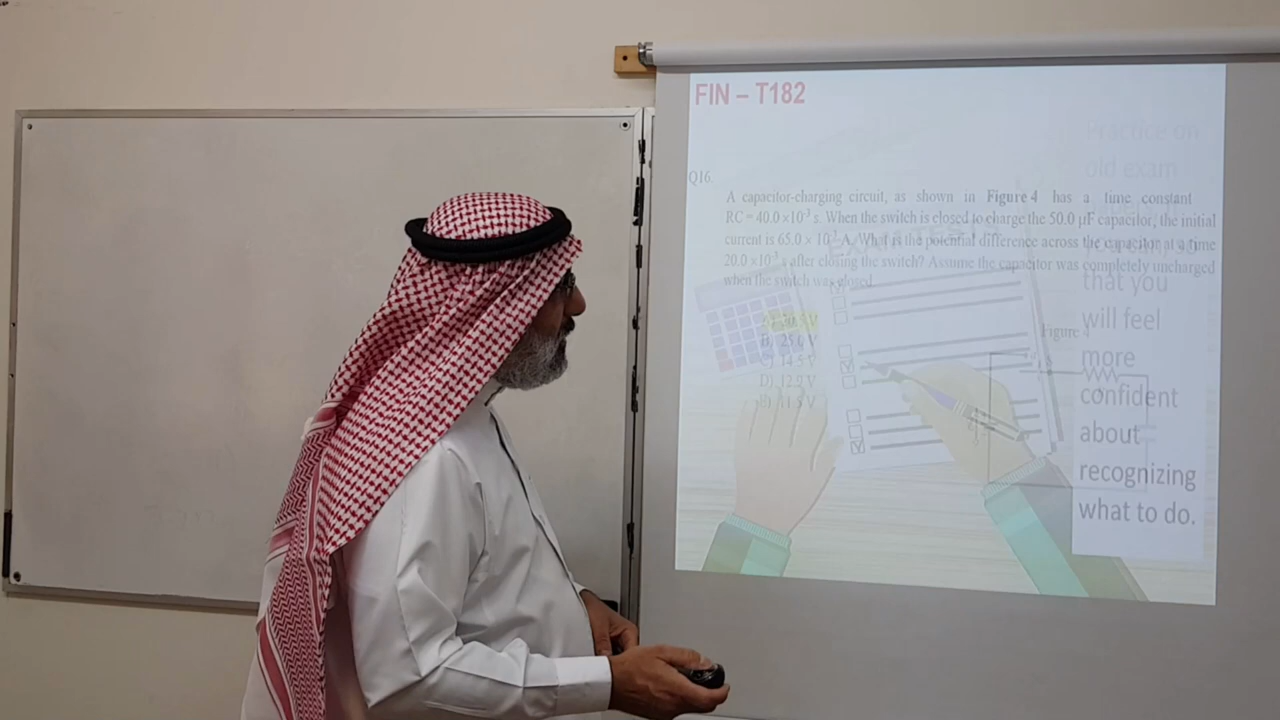 FIN – T182
Q16.
A capacitor-charging circuit, as shown in Figure 4 has a time constant
RC = 40.0 ×10⁻³ s. When the switch is closed to charge the 50.0 μF capacitor, the initial
current is 65.0 × 10⁻³ A. What is the potential difference across the capacitor at a time
20.0 ×10⁻³ s after closing the switch? Assume the capacitor was completely uncharged
when the switch was closed.
B) 25.0 V
C) 14.5 V
D) 12.9 V
Figure 4
Practice on
old exam
that you
will feel
more
confident
about
recognizing
what to do.